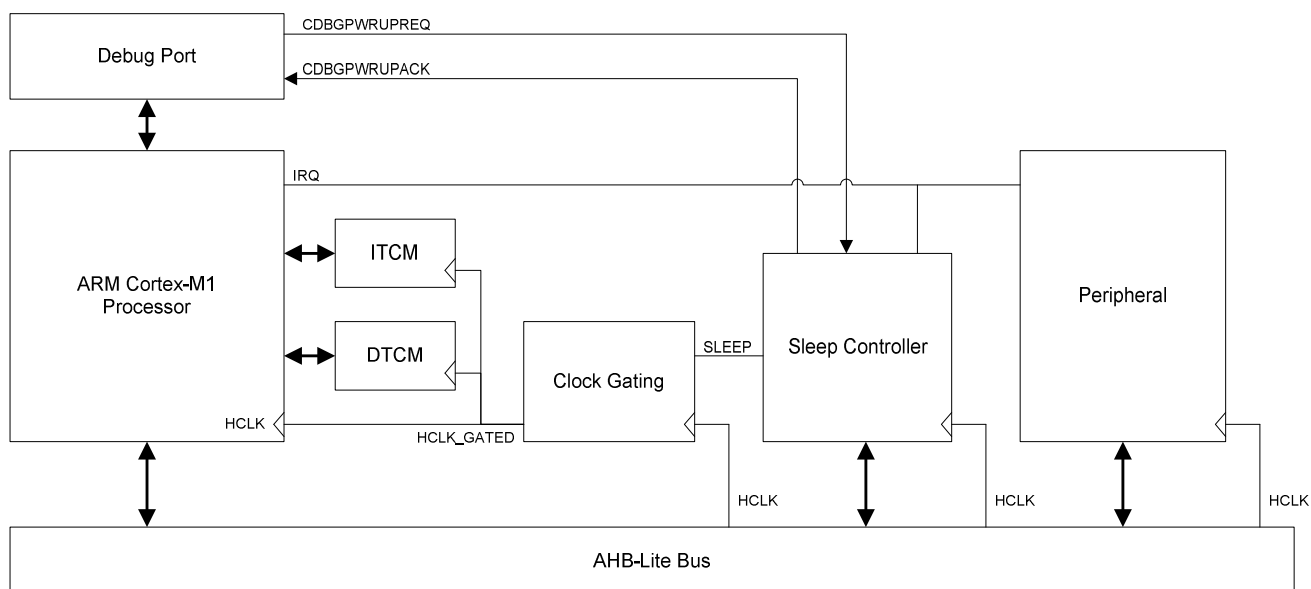 CDBGPWRUPREQ
Debug Port
CDBGPWRUPACK
IRQ
ITCM
ARM Cortex-M1
Processor
Peripheral
SLEEP
Sleep Controller
DTCM
Clock Gating
HCLK
HCLK_GATED
HCLK
HCLK
HCLK
AHB-Lite Bus